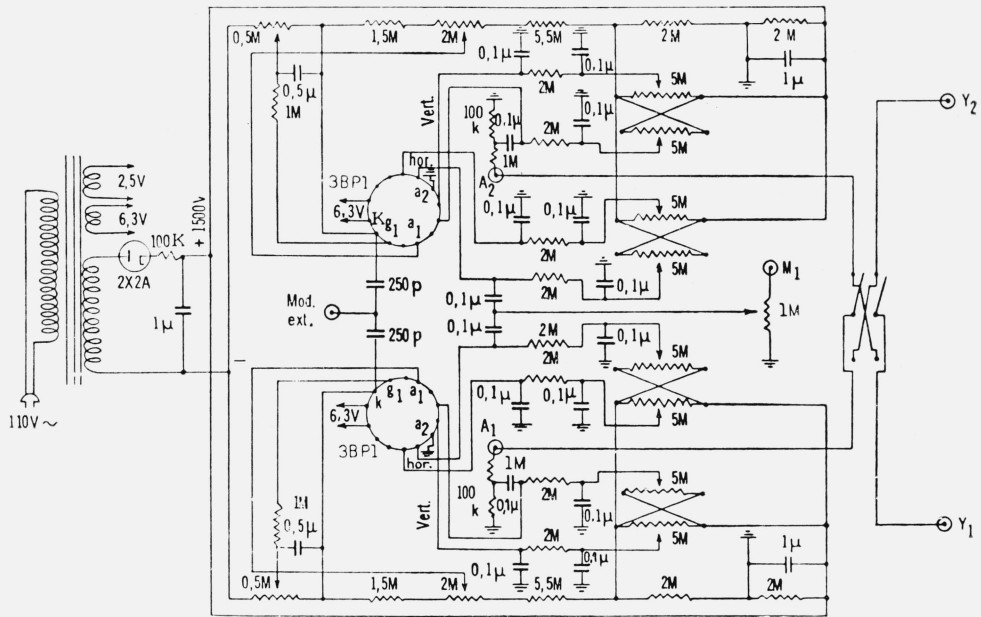 0,5M 1,5M 2M 5,5M 2 M 2 M
0,1µ 0,1µ 1µ
0,5µ 2M 5M
1M Vert. 100 k 0,1µ 0,1µ 2M Y2
5M
1M
hor. A2
2,5V 3BP1 a2 5M
6,3V 6,3V K g1 a1 0,1µ 0,1µ
+ 1500V 2M 5M
100K
2X2A M1
250 p 2M 0,1µ
0,1µ
1µ Mod. ext. 1M
0,1µ
250 p 2M 0,1µ
2M 5M
g1 a1
k 0,1µ 0,1µ
6,3V a2 5M
110V ~ A1
3BP1 hor. 1M
2M 5M
1M Vert. 100 k
0,5µ 0,1µ 0,1µ 5M Y1
2M
0,1µ 0,1µ 1µ
0,5M 1,5M 2M 5,5M 2M 2M